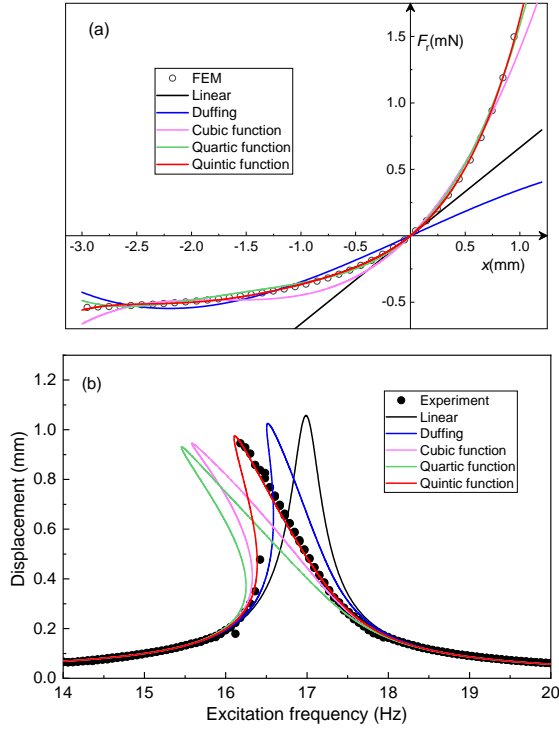 (a)
F_r(mN)
1.5
1.0
0.5
-0.5
FEM
Linear
Duffing
Cubic function
Quartic function
Quintic function
-3.0 -2.5 -2.0 -1.5 -1.0 -0.5 0.0 0.5 1.0
x(mm)
(b)
Displacement (mm)
1.2
1.0
0.8
0.6
0.4
0.2
0.0
Experiment
Linear
Duffing
Cubic function
Quartic function
Quintic function
14 15 16 17 18 19 20
Excitation frequency (Hz)